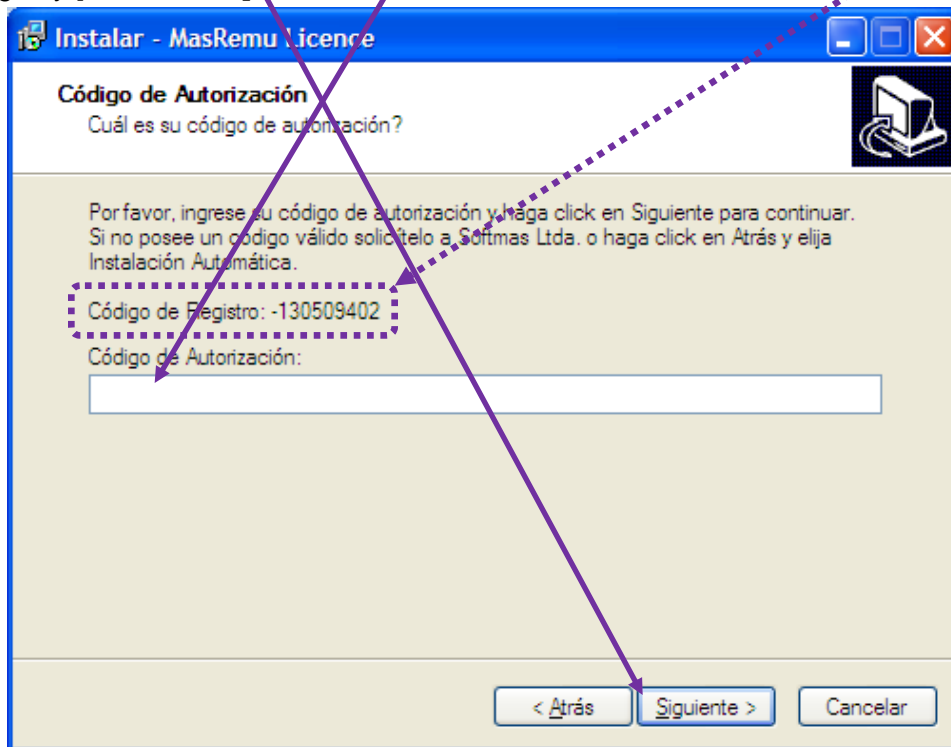 Instalar - MasRemu Licence
Código de Autorización
Cuál es su código de autorización?
Por favor, ingrese su código de autorización y haga click en Siguiente para continuar.
Si no posee un código válido solicítelo a Softmas Ltda. o haga click en Atrás y elija
Instalación Automática.
Código de Registro: -130509402
Código de Autorización:
< Atrás
Siguiente >
Cancelar